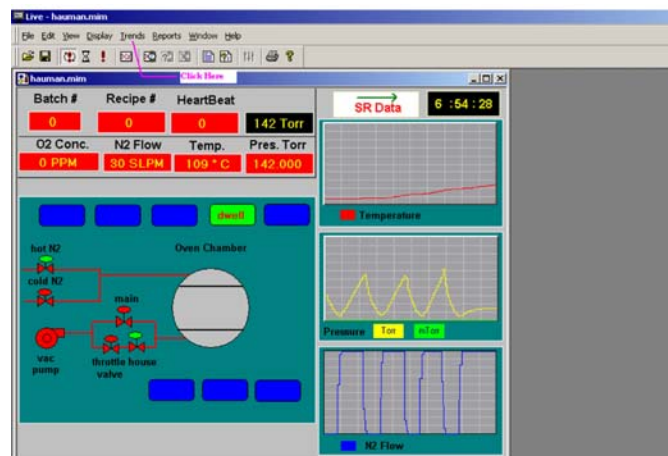 Live - hauman.mim
File Edit View Display Trends Reports Window Help
Click Here
hauman.mim
Batch # Recipe # HeartBeat
0 0 0 142 Torr
O2 Conc. N2 Flow Temp. Pres. Torr
0 PPM 30 SLPM 109 ° C 142.000
SR Data 6 :54 : 28
Temperature
dwell
hot N2 Oven Chamber
cold N2
main
vac pump
throttle house
valve
Pressure Torr mTorr
N2 Flow